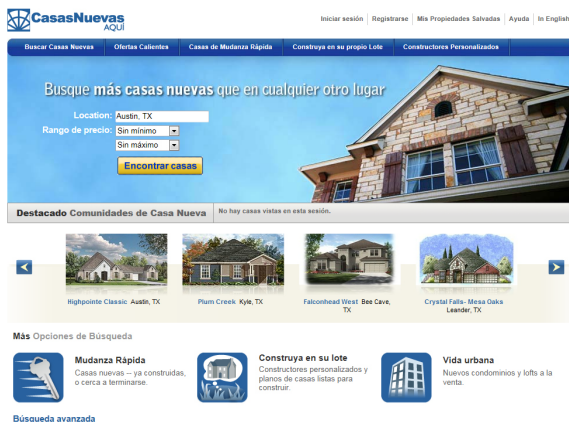 CasasNuevas
AQUÍ
Iniciar sesión Registrarse Mis Propiedades Salvadas Ayuda In English
Buscar Casas Nuevas Ofertas Calientes Casas de Mudanza Rápida Construya en su propio Lote Constructores Personalizados
Busque más casas nuevas que en cualquier otro lugar
Location: Austin, TX
Rango de precio: Sin mínimo
Sin máximo
Encontrar casas
Destacado Comunidades de Casa Nueva No hay casas vistas en esta sesión.
Highpointe Classic Austin, TX
Plum Creek Kyle, TX
Falconhead West Bee Cave,
TX
Crystal Falls- Mesa Oaks
Leander, TX
Más Opciones de Búsqueda
Mudanza Rápida
Casas nuevas -- ya construidas,
o cerca a terminarse.
Construya en su lote
Constructores personalizados y
planos de casas listas para
construir.
Vida urbana
Nuevos condominios y lofts a la
venta.
Búsqueda avanzada